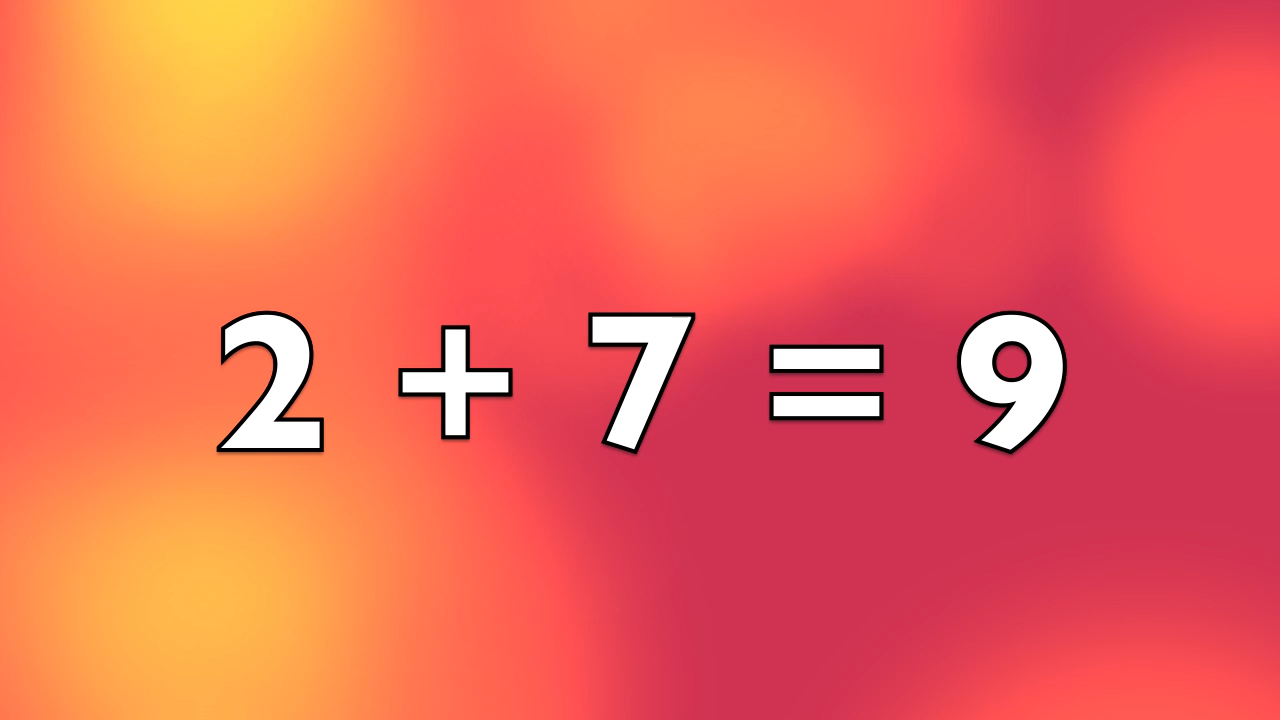 2 + 7 = 9